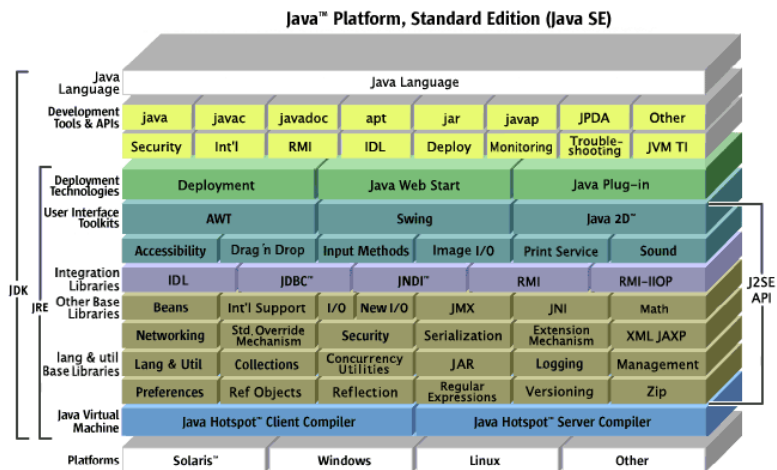 Java™ Platform, Standard Edition (Java SE)
Java Language
Java Language
Development Tools & APIs
java javac javadoc apt jar javap JPDA Other
Security Int'l RMI IDL Deploy Monitoring Trouble-shooting JVM TI
Deployment Technologies
Deployment Java Web Start Java Plug-in
User Interface Toolkits
AWT Swing Java 2D™
Accessibility Drag 'n Drop Input Methods Image I/O Print Service Sound
Integration Libraries
IDL JDBC™ JNDI™ RMI RMI-IIOP
Other Base Libraries
Beans Int'l Support I/O New I/O JMX JNI Math
Networking Std. Override Mechanism Security Serialization Extension Mechanism XML JAXP
lang & util Base Libraries
Lang & Util Collections Concurrency Utilities JAR Logging Management
Preferences Ref Objects Reflection Regular Expressions Versioning Zip
Java Virtual Machine
Java Hotspot™ Client Compiler Java Hotspot™ Server Compiler
Platforms
Solaris™ Windows Linux Other
JDK
JRE
J2SE API